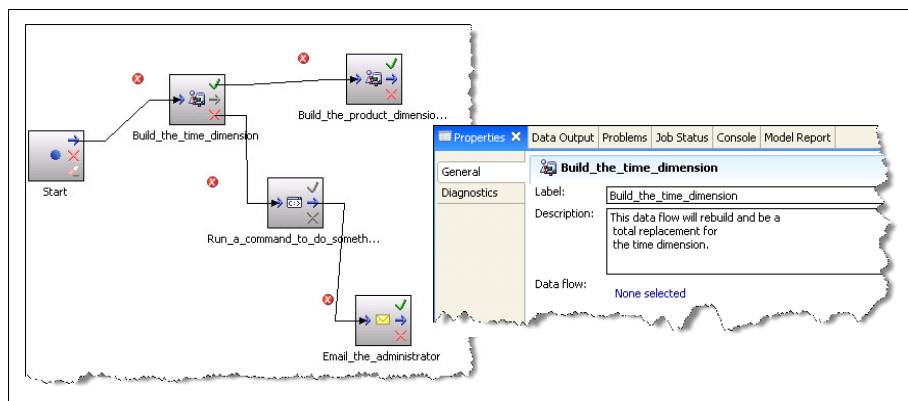 Start
Build_the_time_dimension
Build_the_product_dimensio...
Run_a_command_to_do_someth...
Email_the_administrator
Properties
Data Output
Problems
Job Status
Console
Model Report
General
Diagnostics
Build_the_time_dimension
Label:
Build_the_time_dimension
Description:
This data flow will rebuild and be a
total replacement for
the time dimension.
Data flow:
None selected